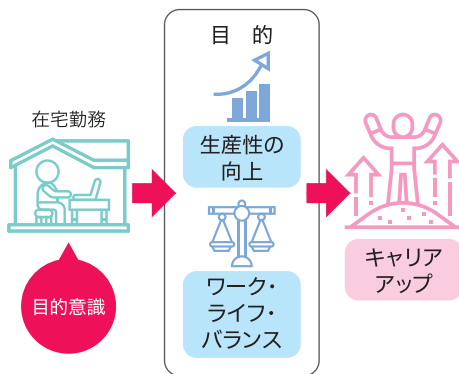 在宅勤務
目的意識
目 的
生産性の
向上
ワーク・
ライフ・
バランス
キャリア
アップ